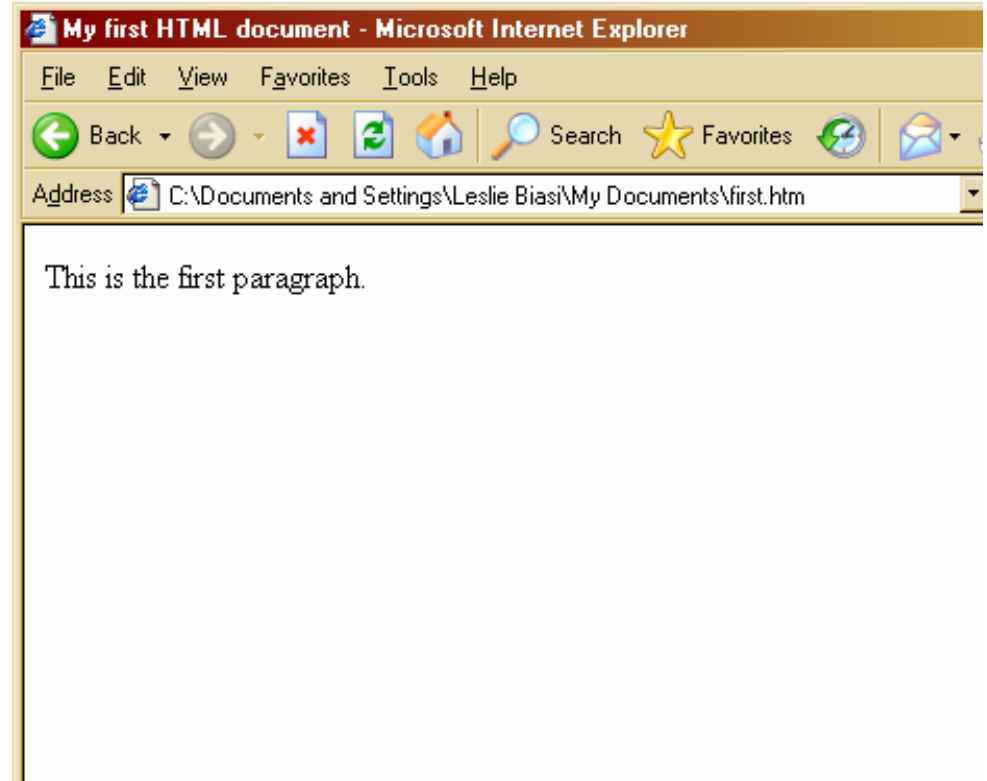 My first HTML document - Microsoft Internet Explorer
File Edit View Favorites Tools Help
Back Search Favorites
Address C:\Documents and Settings\Leslie Biasi\My Documents\first.htm
This is the first paragraph.